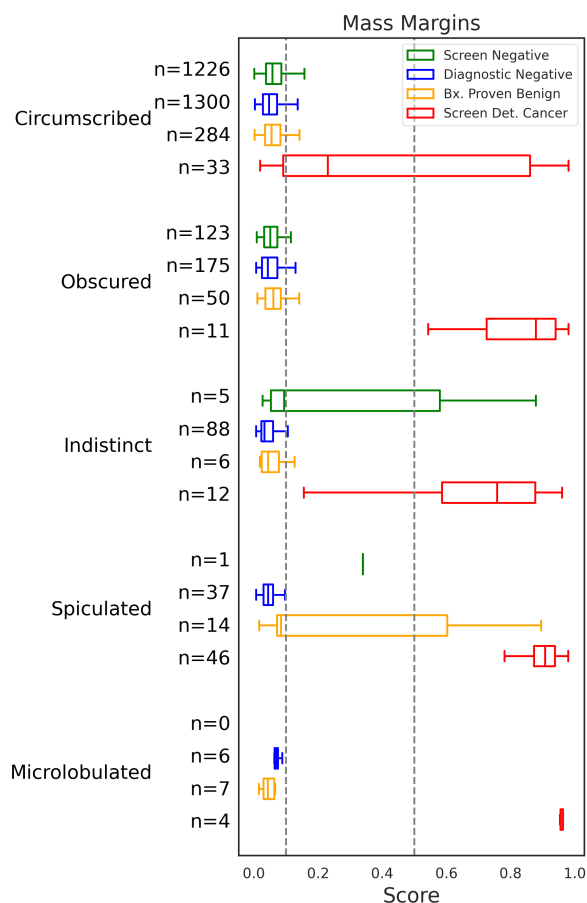 Mass Margins
Screen Negative
Diagnostic Negative
Bx. Proven Benign
Screen Det. Cancer
Circumscribed
n=1226
n=1300
n=284
n=33
Obscured
n=123
n=175
n=50
n=11
Indistinct
n=5
n=88
n=6
n=12
Spiculated
n=1
n=37
n=14
n=46
Microlobulated
n=0
n=6
n=7
n=4
0.0 0.2 0.4 0.6 0.8 1.0
Score